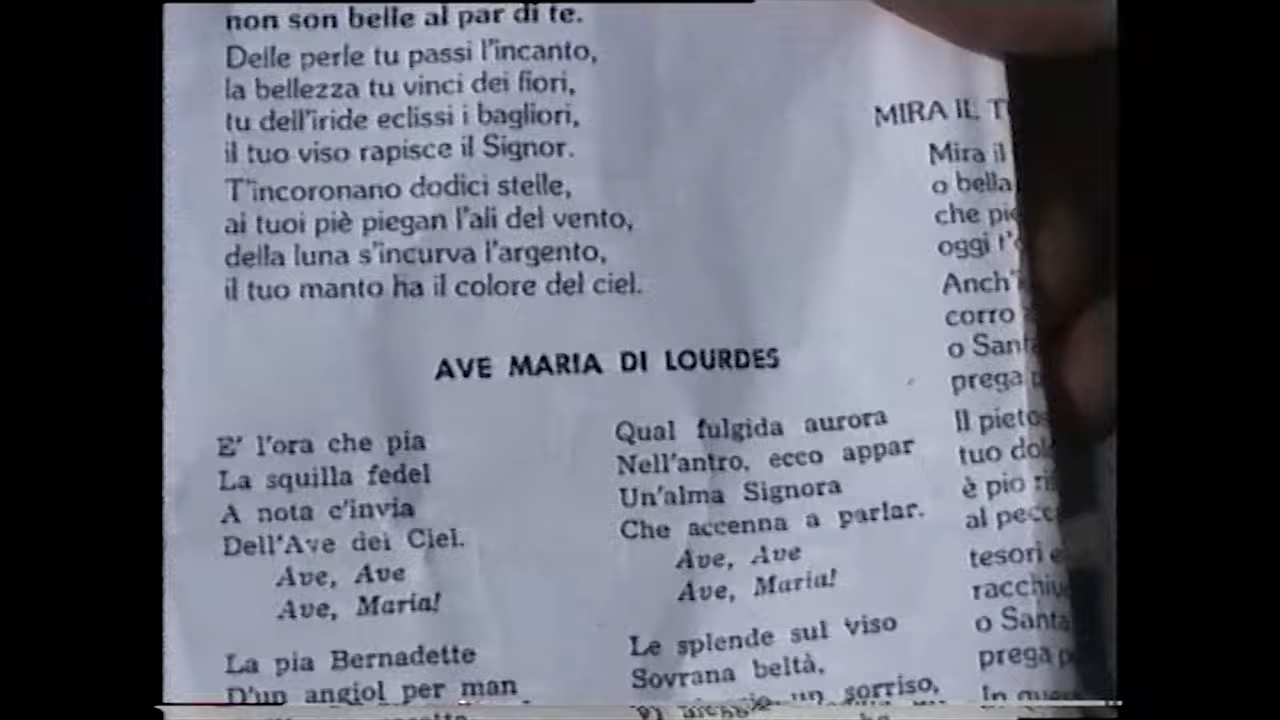 non son belle al par di te.
Delle perle tu passi l'incanto,
la bellezza tu vinci dei fiori,
tu dell'iride eclissi i bagliori,
il tuo viso rapisce il Signor.
T'incoronano dodici stelle,
ai tuoi piè piegan l'ali del vento,
della luna s'incurva l'argento,
il tuo manto ha il colore del ciel.
AVE MARIA DI LOURDES
E' l'ora che pia
La squilla fedel
A nota c'invia
Dell'Ave dei Ciel.
Ave, Ave
Ave, Maria!
La pia Bernadette
D'un angiol per man
Qual fulgida aurora
Nell'antro, ecco appar
Un'alma Signora
Che accenna a parlar.
Ave, Ave
Ave, Maria!
Le splende sul viso
Sovrana beltà,
un sorriso,
MIRA IL
Mira il
o bella
che
oggi
corro
o
prega
Il
tuo
è pio
al
tesori
o
prega
In